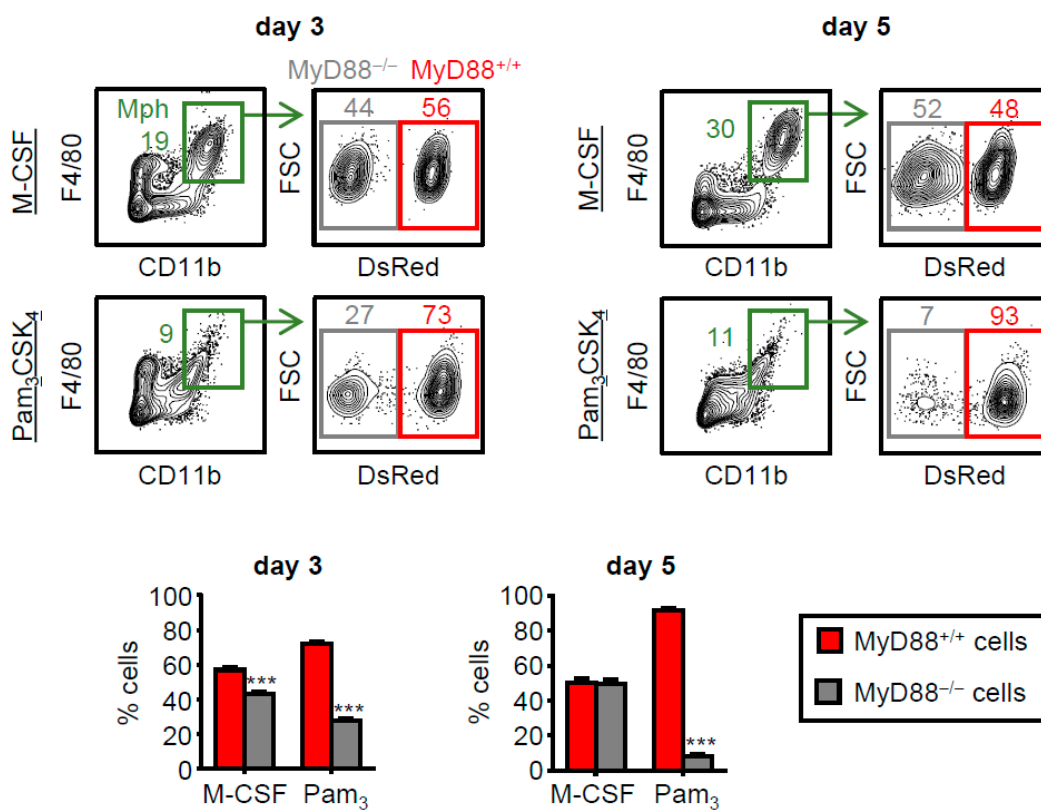 day 3
day 5
MyD88–/– MyD88+/+
Mph
19
44 56
30
52 48
M-CSF
F4/80
FSC
M-CSF
F4/80
FSC
CD11b
DsRed
CD11b
DsRed
9
27 73
11
7 93
Pam3CSK4
F4/80
FSC
Pam3CSK4
F4/80
FSC
CD11b
DsRed
CD11b
DsRed
day 3
day 5
% cells
100
80
60
40
20
0
***
***
M-CSF Pam3
% cells
100
80
60
40
20
0
***
M-CSF Pam3
MyD88+/+ cells
MyD88–/– cells